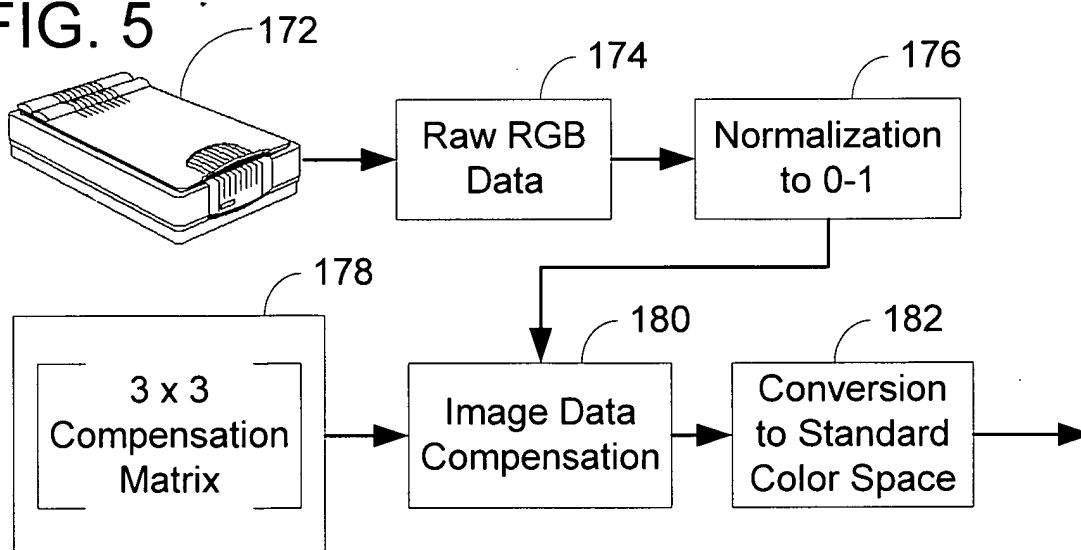 FIG. 5
172
174
176
Raw RGB
Data
Normalization
to 0-1
178
180
182
3 x 3
Compensation
Matrix
Image Data
Compensation
Conversion
to Standard
Color Space